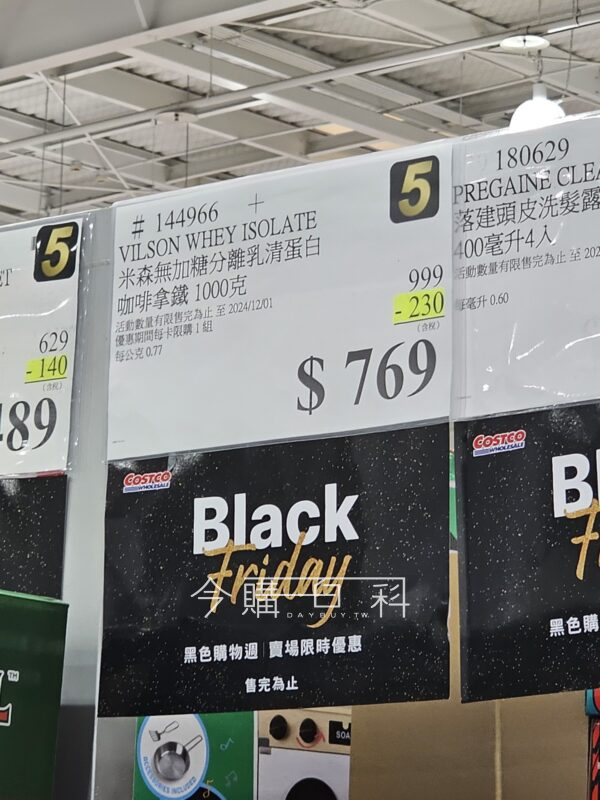 5
629
- 140
(含稅)
489
# 144966 +
5
VILSON WHEY ISOLATE
米森無加糖分離乳清蛋白
咖啡拿鐵 1000克
活動數量有限售完為止 至 2024/12/01
優惠期間每卡限購 1 組
每公克 0.77
999
- 230
(含稅)
$ 769
180629
PREGAINE CLEA
落建頭皮洗髮露
400毫升4入
活動數量有限售完為止 至 202
每毫升 0.60
COSTCO
WHOLESALE
Black
Friday
今購百科
DAYBUY.TW
黑色購物週 | 賣場限時優惠
售完為止
COSTCO
WHOLESALE
Bl
F
黑色購
ACCESSORIES INCLUDED
SOA